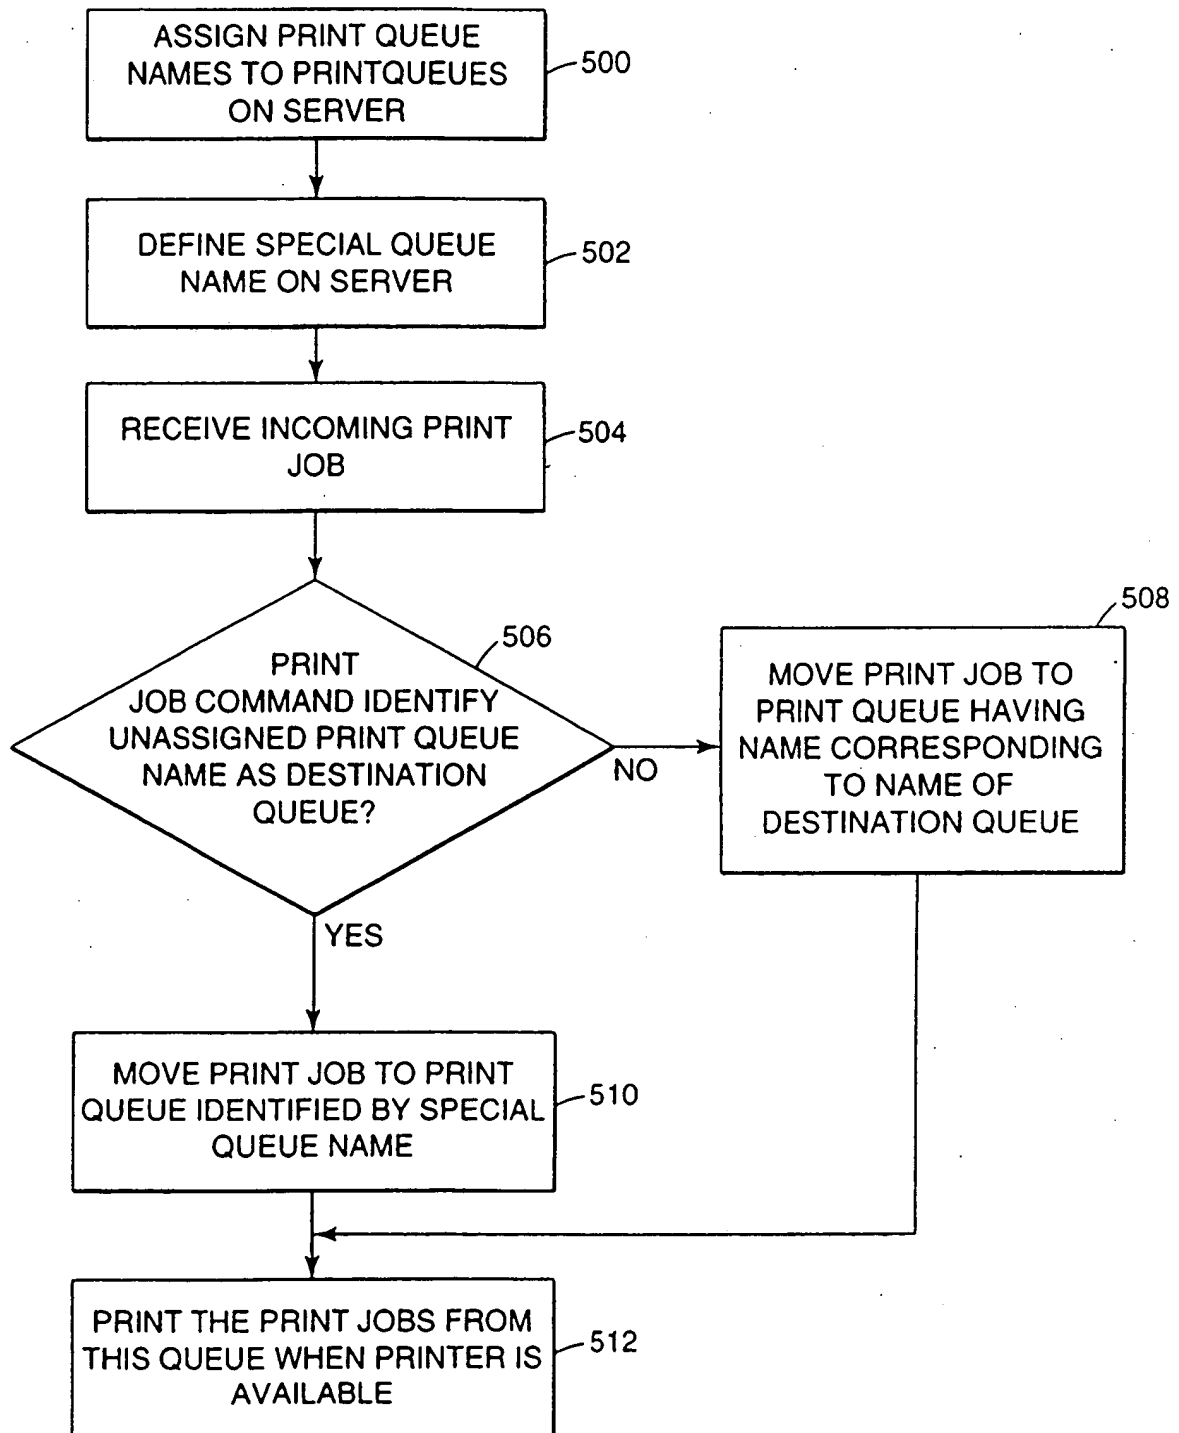 ASSIGN PRINT QUEUE
NAMES TO PRINTQUEUES
ON SERVER
500
DEFINE SPECIAL QUEUE
NAME ON SERVER
502
RECEIVE INCOMING PRINT
JOB
504
PRINT
JOB COMMAND IDENTIFY
UNASSIGNED PRINT QUEUE
NAME AS DESTINATION
QUEUE?
506
NO
MOVE PRINT JOB TO
PRINT QUEUE HAVING
NAME CORRESPONDING
TO NAME OF
DESTINATION QUEUE
508
YES
MOVE PRINT JOB TO PRINT
QUEUE IDENTIFIED BY SPECIAL
QUEUE NAME
510
PRINT THE PRINT JOBS FROM
THIS QUEUE WHEN PRINTER IS
AVAILABLE
512